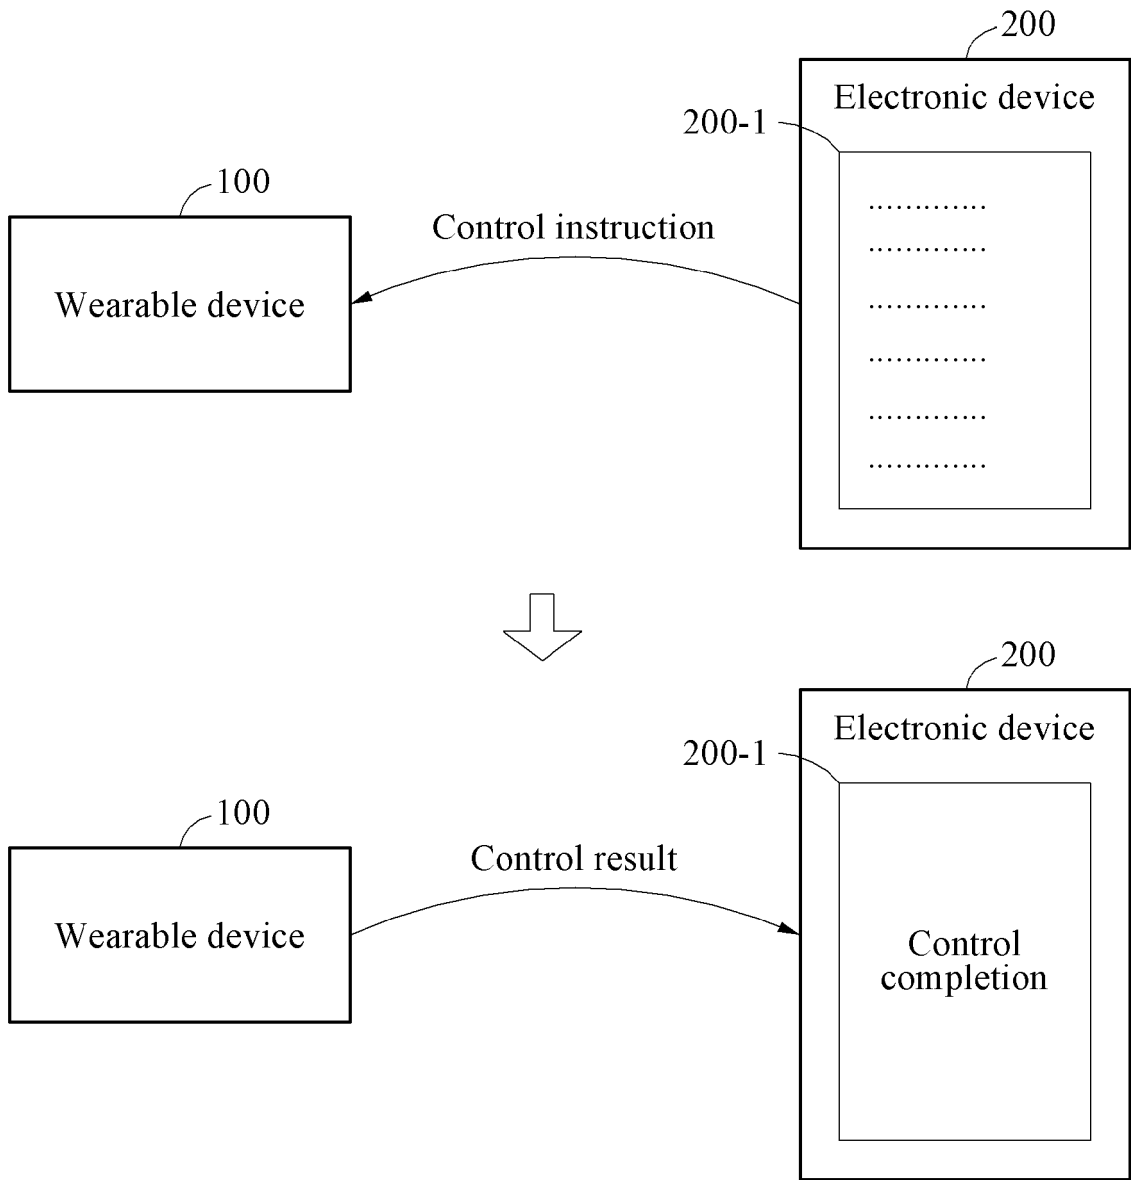 200
Electronic device
200-1
.............
.............
.............
.............
.............
.............
100
Control instruction
Wearable device
200
Electronic device
200-1
100
Control result
Wearable device
Control
completion